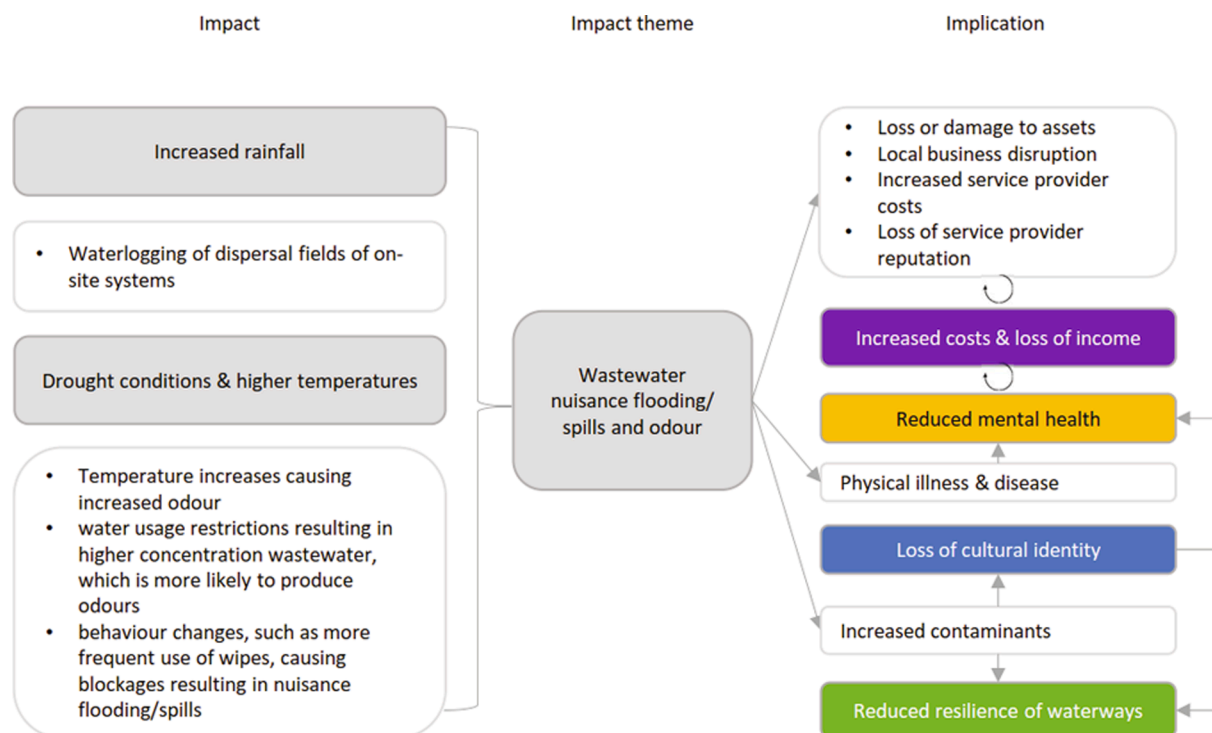 Impact
Impact theme
Implication
Increased rainfall
• Waterlogging of dispersal fields of on-
site systems
Drought conditions & higher temperatures
• Temperature increases causing
increased odour
• water usage restrictions resulting in
higher concentration wastewater,
which is more likely to produce
odours
• behaviour changes, such as more
frequent use of wipes, causing
blockages resulting in nuisance
flooding/spills
Wastewater
nuisance flooding/
spills and odour
• Loss or damage to assets
• Local business disruption
• Increased service provider
costs
• Loss of service provider
reputation
Increased costs & loss of income
Reduced mental health
Physical illness & disease
Loss of cultural identity
Increased contaminants
Reduced resilience of waterways